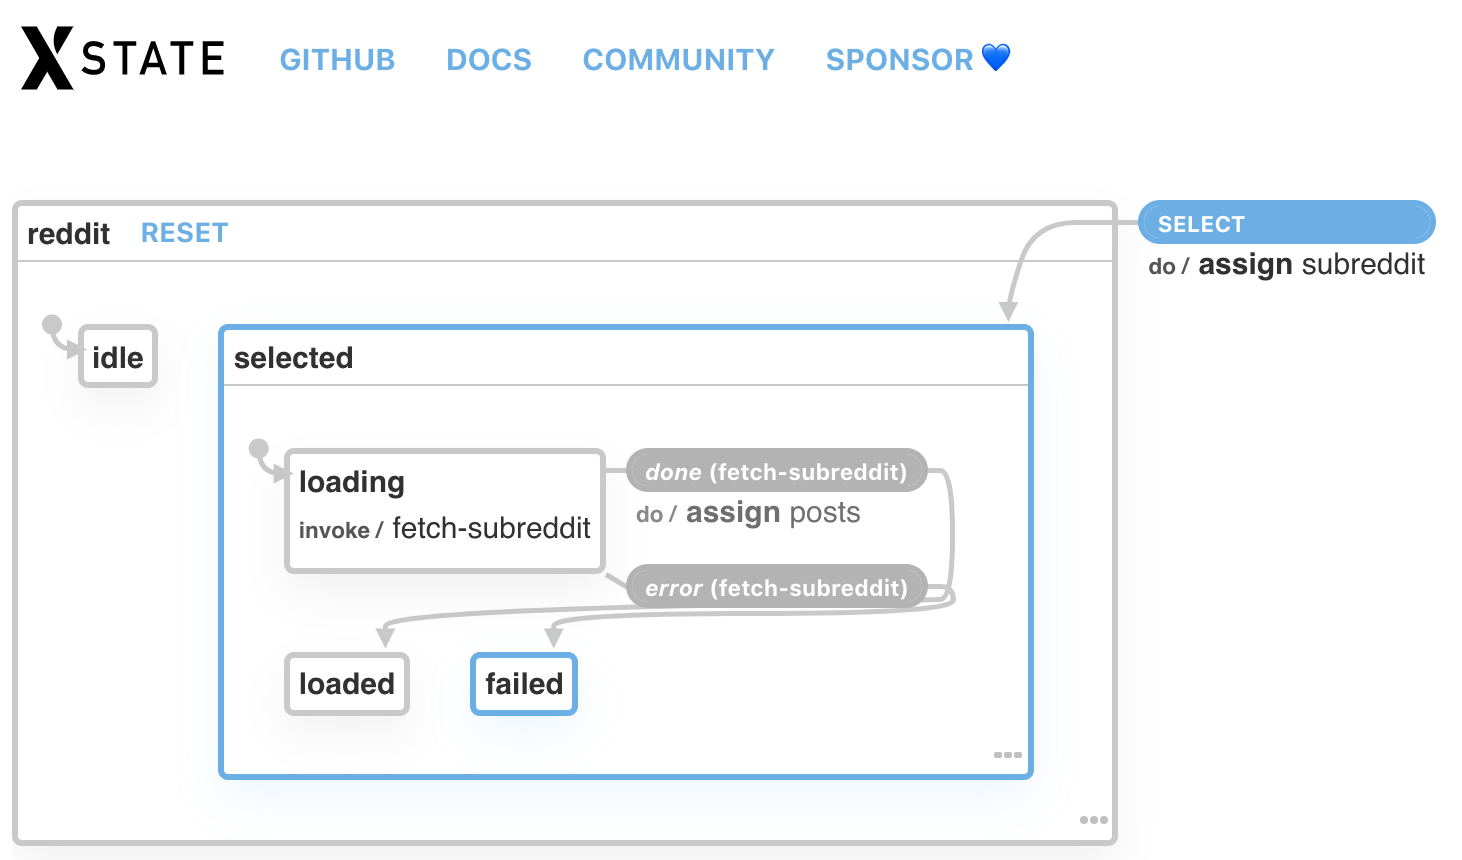 XSTATE GITHUB DOCS COMMUNITY SPONSOR 💙
reddit RESET
SELECT
do / assign subreddit
idle
selected
loading
invoke / fetch-subreddit
done (fetch-subreddit)
do / assign posts
error (fetch-subreddit)
loaded
failed